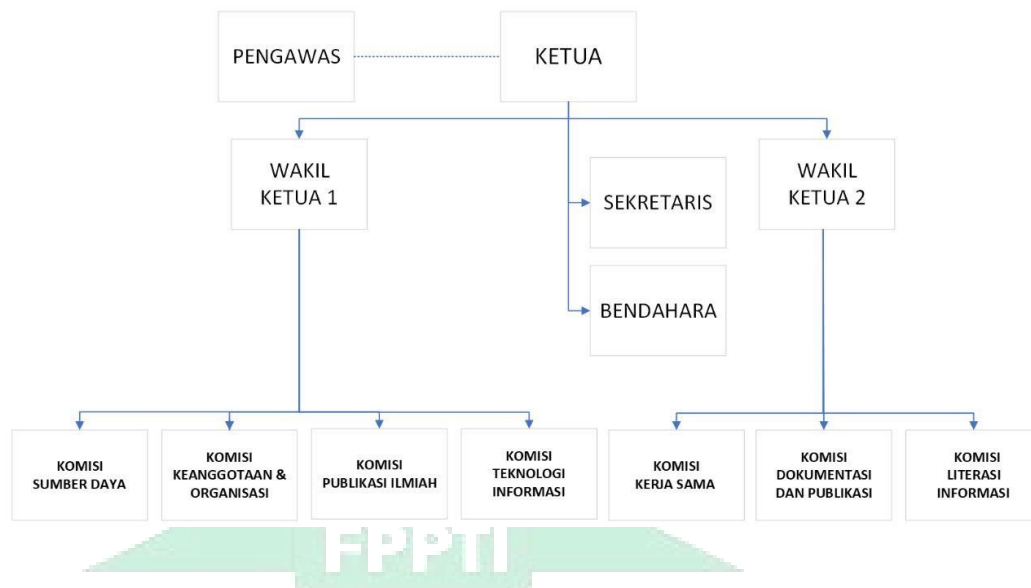 PENGAWAS
KETUA
WAKIL
KETUA 1
SEKRETARIS
WAKIL
KETUA 2
BENDAHARA
KOMISI
SUMBER DAYA
KOMISI
KEANGGOTAAN &
ORGANISASI
KOMISI
PUBLIKASI ILMIAH
KOMISI
TEKNOLOGI
INFORMASI
KOMISI
KERJA SAMA
KOMISI
DOKUMENTASI
DAN PUBLIKASI
KOMISI
LITERASI
INFORMASI
FPPTI